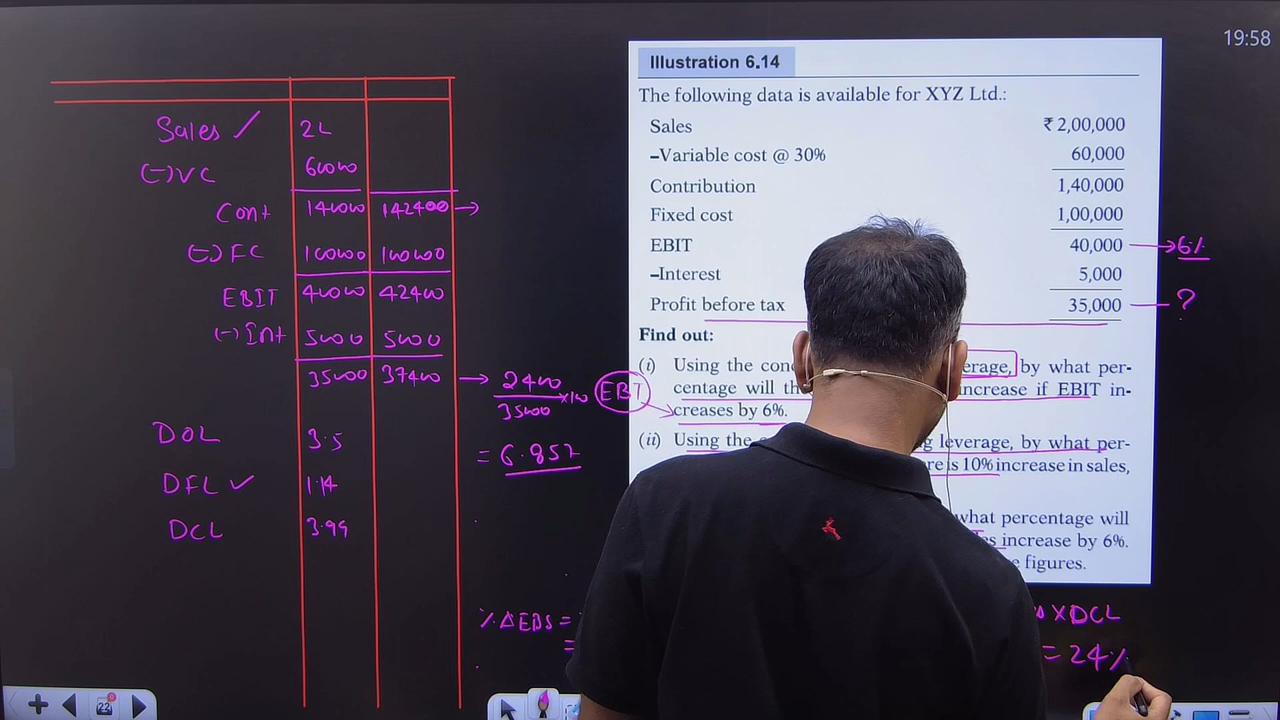 19:58
Sales ✓ 2L
(-) VC 60000
Cont 140000 142400 →
(-) FC 100000 100000
EBIT 40000 42400
(-) Int 5000 5000
35000 37400 → 2400
35000 ×100
= 6.857
DOL 3.5
DFL ✓ 1.14
DCL 3.99
EBT
% Δ EBS =
=
Illustration 6.14
The following data is available for XYZ Ltd.:
Sales ₹ 2,00,000
–Variable cost @ 30% 60,000
Contribution 1,40,000
Fixed cost 1,00,000
EBIT 40,000 → 6%
–Interest 5,000
Profit before tax 35,000 ?
Find out:
(i) Using the erage, by what per-
centage will increase if EBIT in-
creases by 6%.
(ii) Using the leverage, by what per-
is 10% increase in sales,
what percentage will
increase by 6%.
figures.
×DCL
= 24%
22